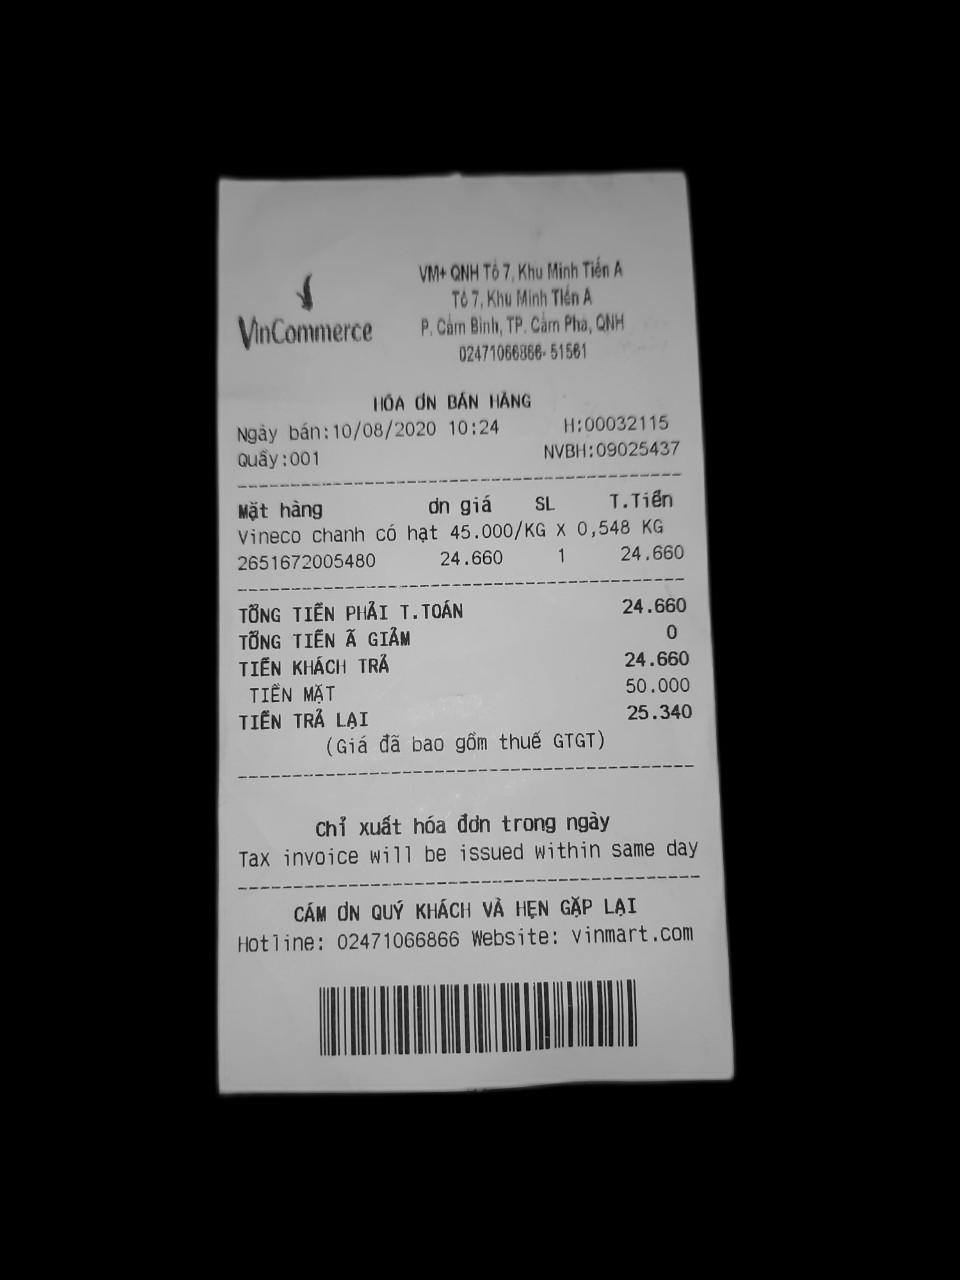 VinCommerce
VM+ QNH Tổ 7, Khu Minh Tiến A
Tổ 7, Khu Minh Tiến A
P. Cẩm Bình, TP. Cẩm Phả, QNH
02471066866- 51561
HÓA ƠN BÁN HÀNG
Ngày bán:10/08/2020 10:24 H:00032115
Quầy:001 NVBH:09025437
Mặt hàng ơn giá SL T.Tiền
Vineco chanh có hạt 45.000/KG X 0,548 KG
2651672005480 24.660 1 24.660
TỔNG TIỀN PHẢI T.TOÁN 24.660
TỔNG TIỀN Ã GIẢM 0
TIỀN KHÁCH TRẢ 24.660
TIỀN MẶT 50.000
TIỀN TRẢ LẠI 25.340
(Giá đã bao gồm thuế GTGT)
Chỉ xuất hóa đơn trong ngày
Tax invoice will be issued within same day
CÁM ƠN QUÝ KHÁCH VÀ HẸN GẶP LẠI
Hotline: 02471066866 Website: vinmart.com